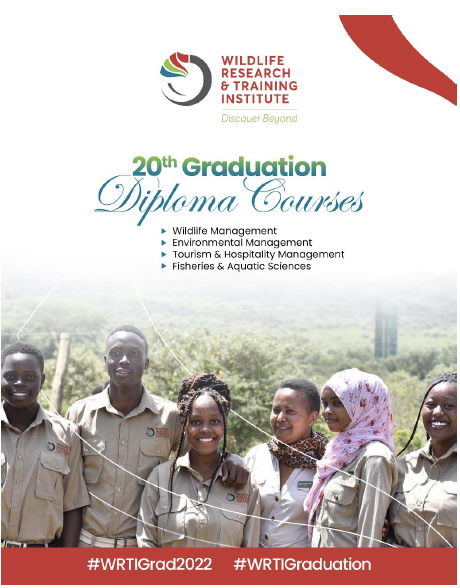 WILDLIFE
RESEARCH
& TRAINING
INSTITUTE
Discover Beyond
20th Graduation
Diploma Courses
Wildlife Management
Environmental Management
Tourism & Hospitality Management
Fisheries & Aquatic Sciences
#WRTIGrad2022 #WRTIGraduation